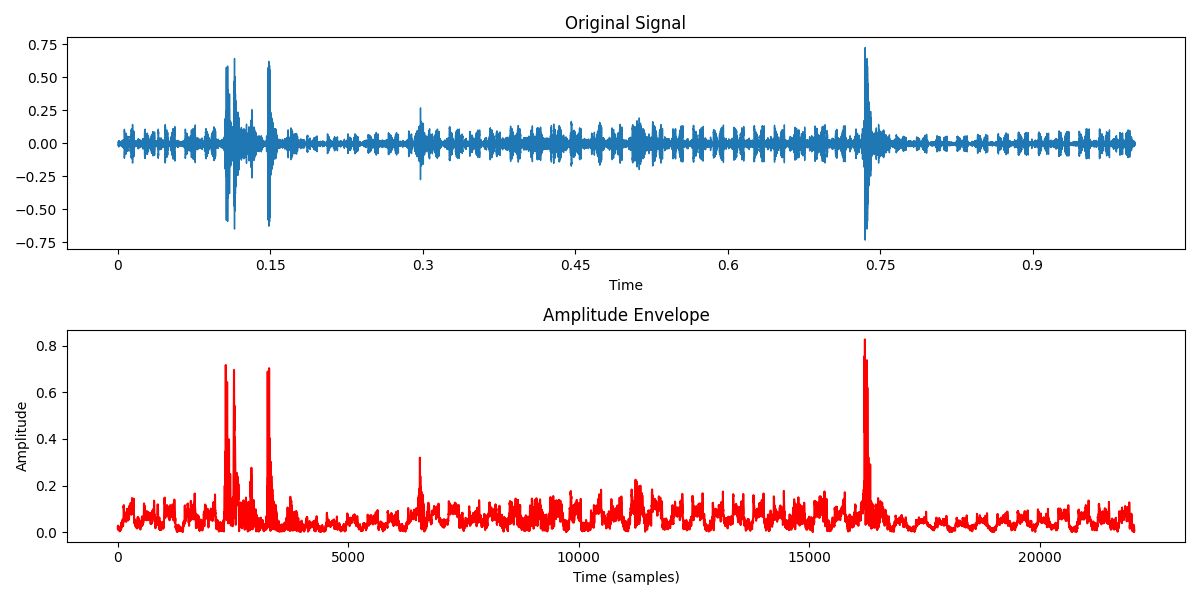 Original Signal
0.75
0.50
0.25
0.00
−0.25
−0.50
−0.75
0 0.15 0.3 0.45 0.6 0.75 0.9
Time
Amplitude Envelope
Amplitude
0.8
0.6
0.4
0.2
0.0
0 5000 10000 15000 20000
Time (samples)